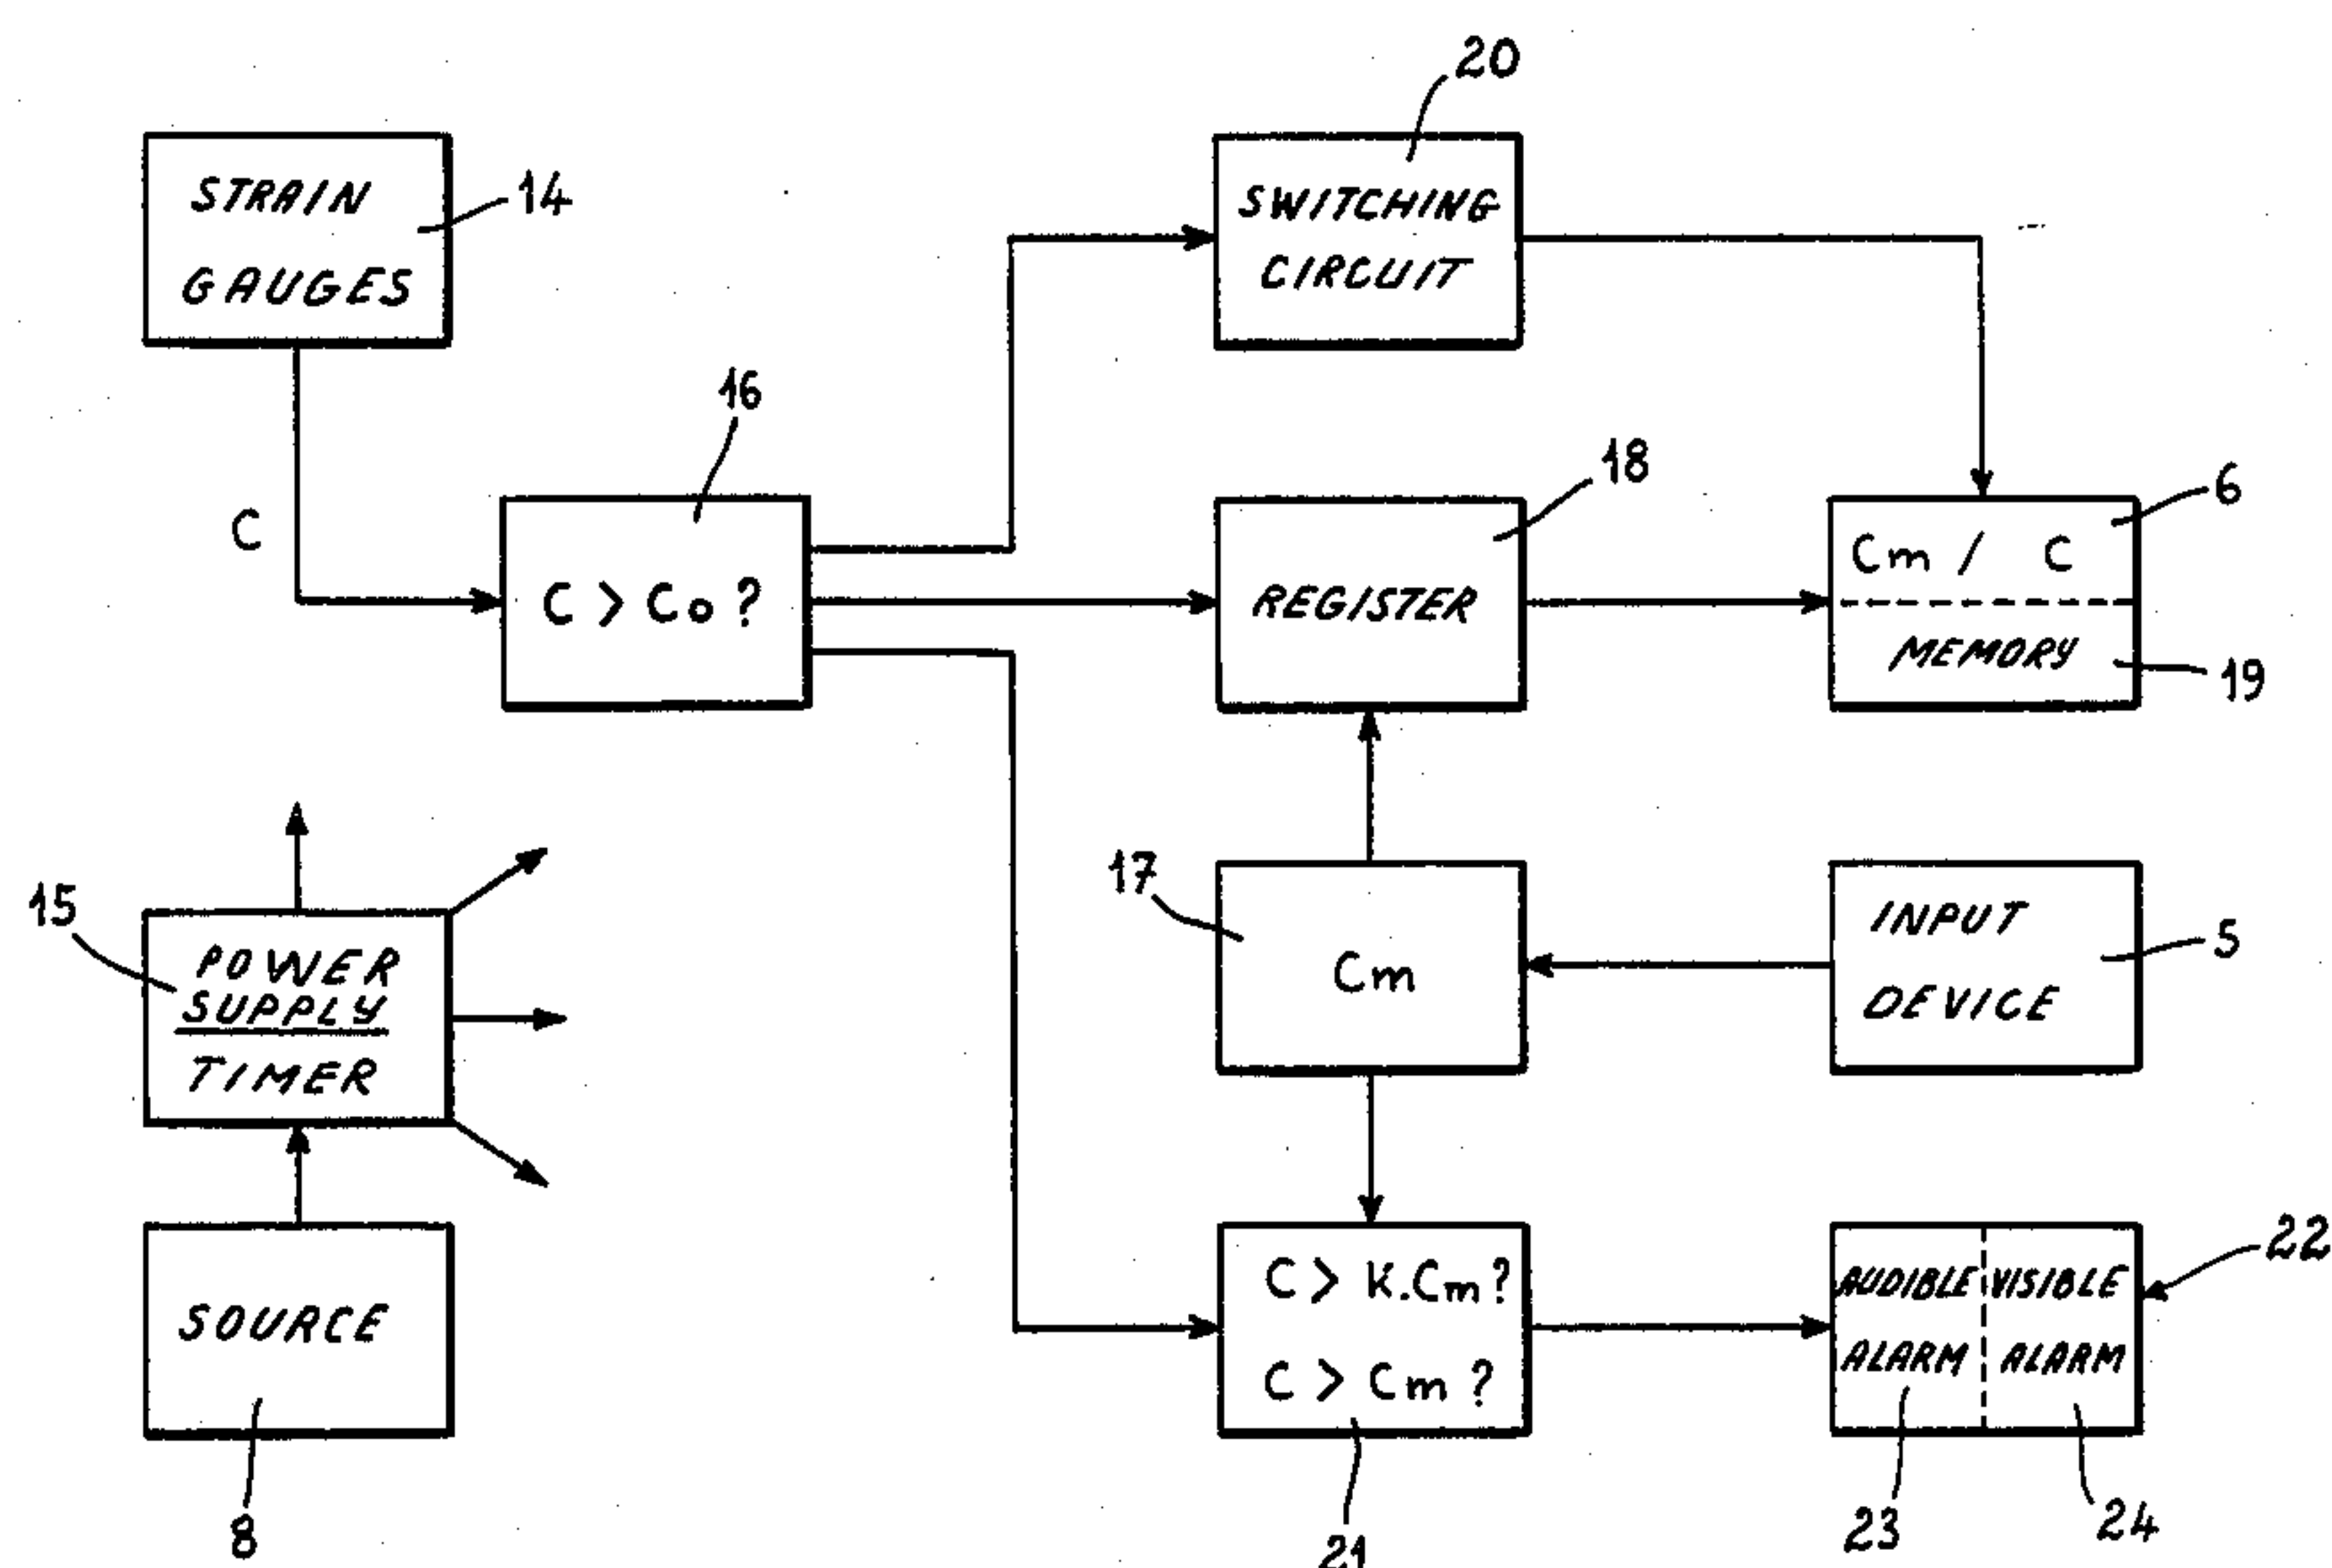 20
STRAIN
GAUGES
14
SWITCHING
CIRCUIT
16
18
6
C
C > Co ?
REGISTER
Cm / C
MEMORY
19
17
15
POWER
SUPPLY
TIMER
Cm
INPUT
DEVICE
5
SOURCE
8
C > K.Cm ?
C > Cm ?
21
AUDIBLE
ALARM
VISIBLE
ALARM
22
23
24